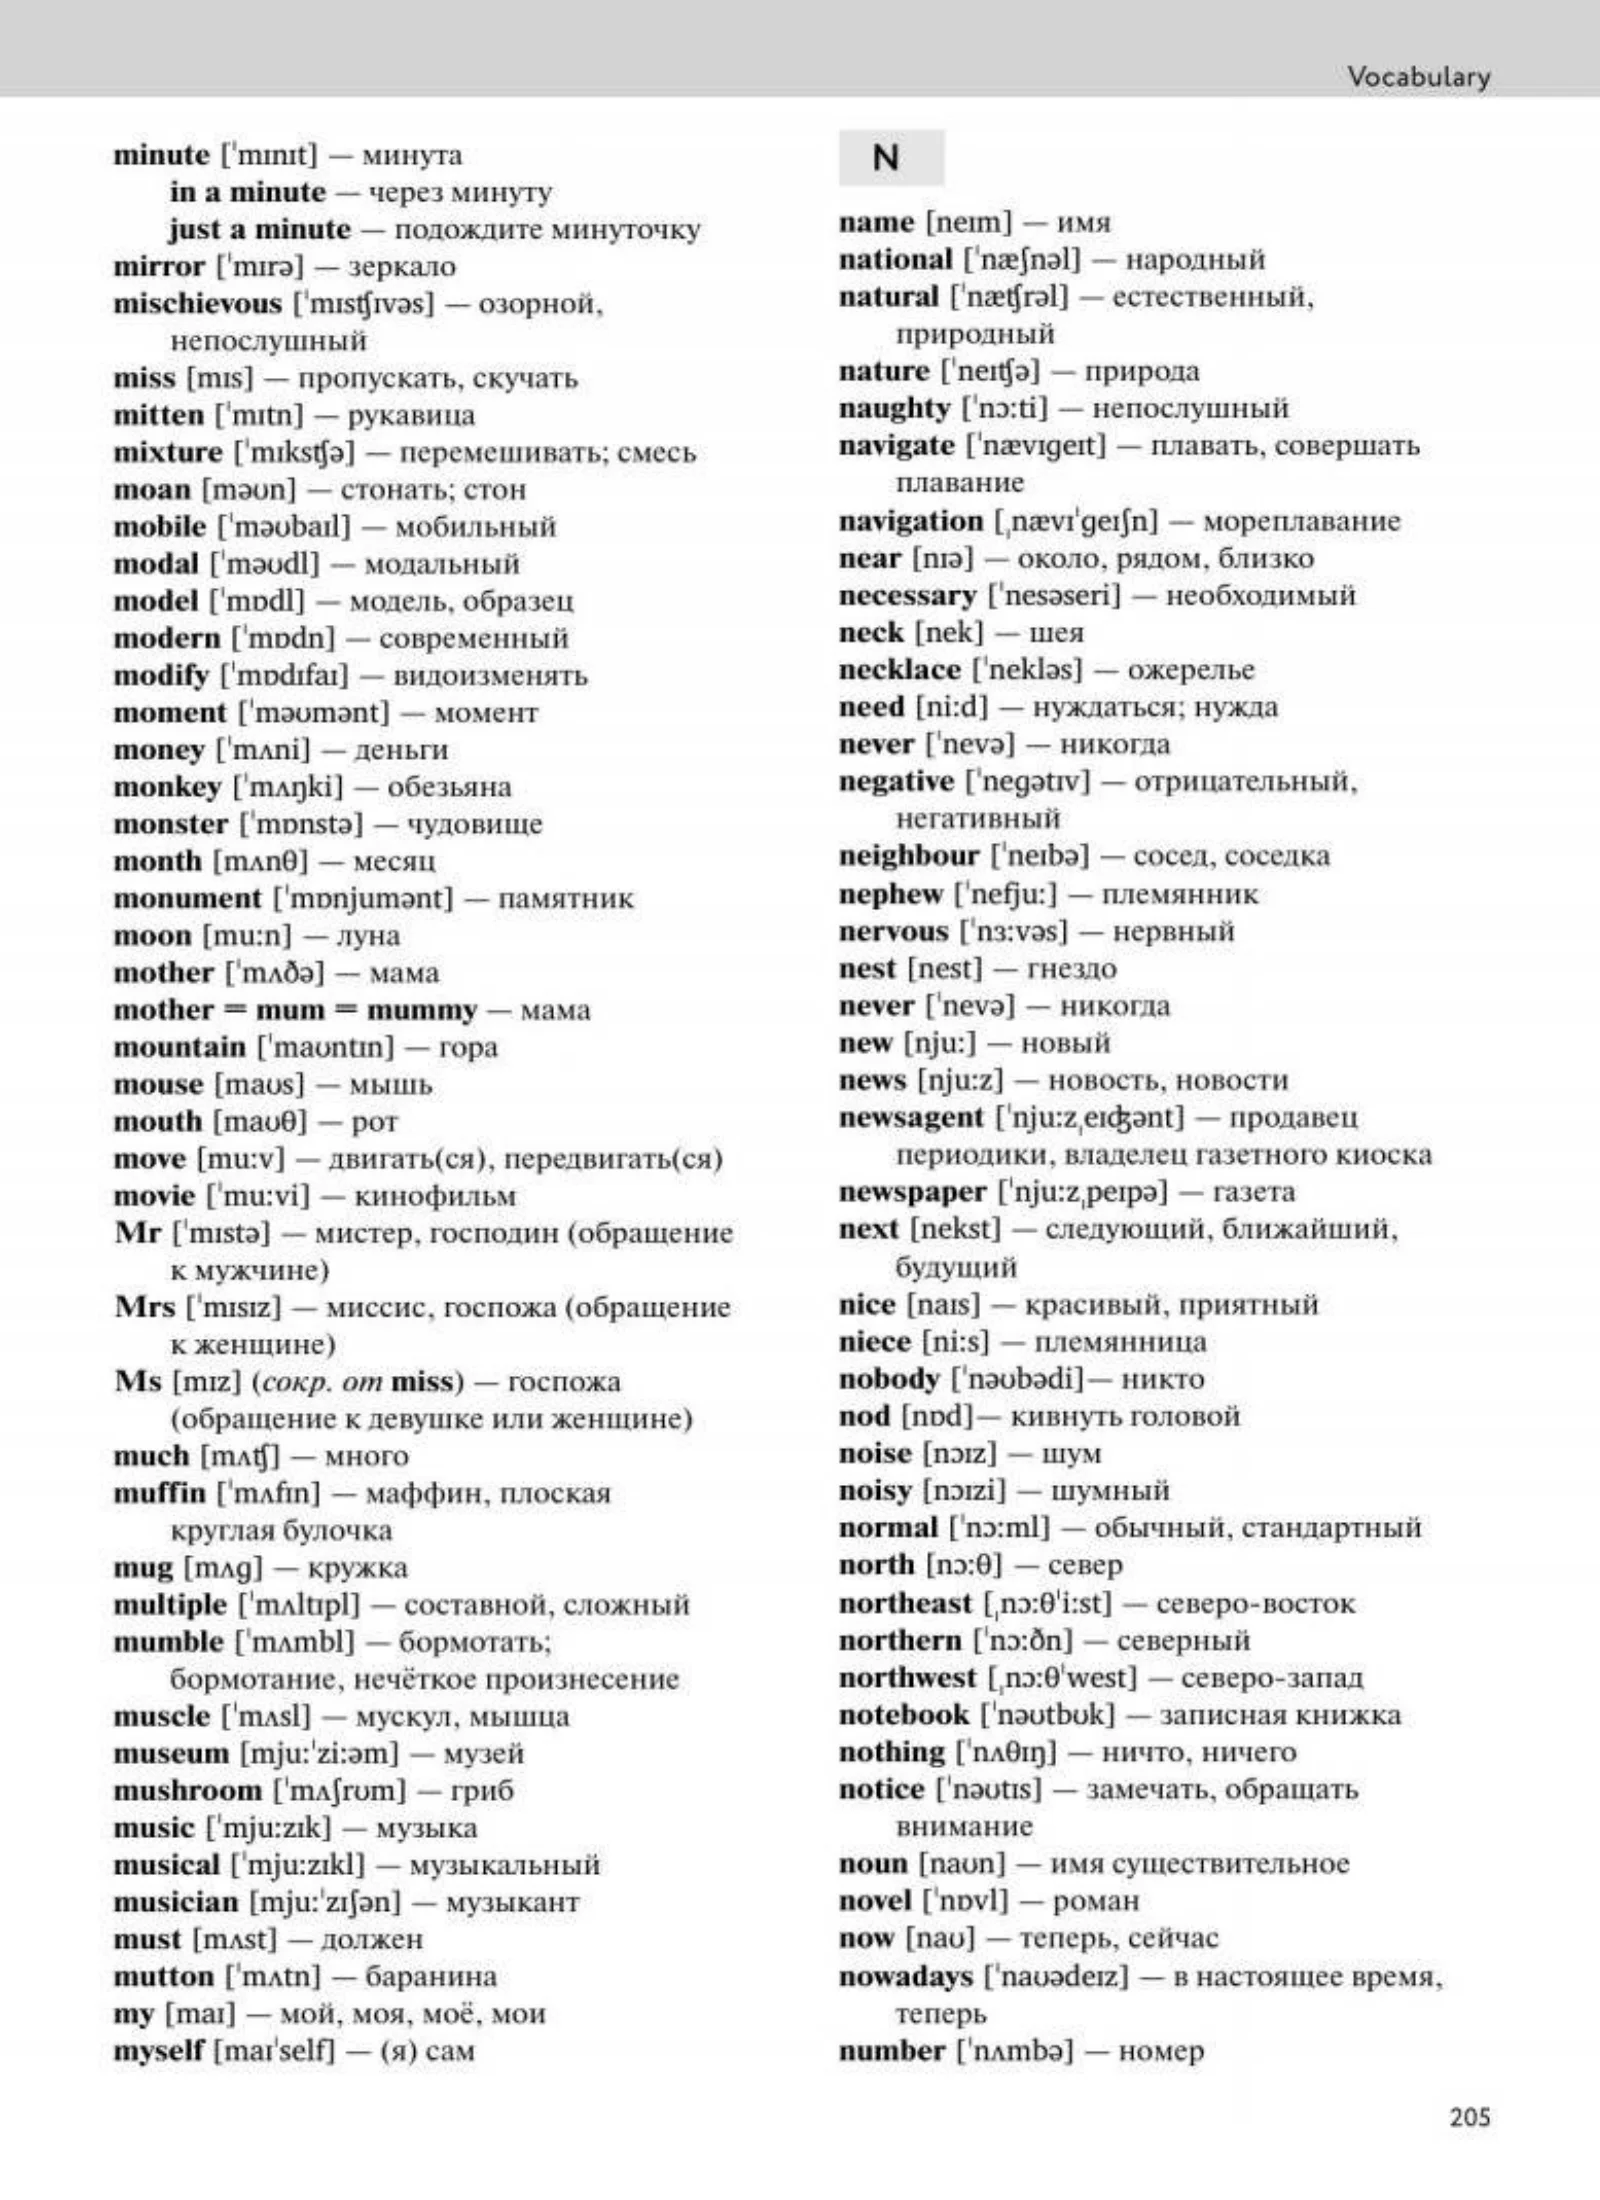 Vocabulary
minute [ˈmɪnɪt] — минута
in a minute — через минуту
just a minute — подождите минуточку
mirror [ˈmɪrə] — зеркало
mischievous [ˈmɪstʃɪvəs] — озорной,
непослушный
miss [mɪs] — пропускать, скучать
mitten [ˈmɪtn] — рукавица
mixture [ˈmɪkstʃə] — перемешивать; смесь
moan [məʊn] — стонать; стон
mobile [ˈməʊbaɪl] — мобильный
modal [ˈməʊdl] — модальный
model [ˈmɒdl] — модель, образец
modern [ˈmɒdn] — современный
modify [ˈmɒdɪfaɪ] — видоизменять
moment [ˈməʊmənt] — момент
money [ˈmʌni] — деньги
monkey [ˈmʌŋki] — обезьяна
monster [ˈmɒnstə] — чудовище
month [mʌnθ] — месяц
monument [ˈmɒnjumənt] — памятник
moon [mu:n] — луна
mother [ˈmʌðə] — мама
mother = mum = mummy — мама
mountain [ˈmaʊntɪn] — гора
mouse [maʊs] — мышь
mouth [maʊθ] — рот
move [mu:v] — двигать(ся), передвигать(ся)
movie [ˈmu:vi] — кинофильм
Mr [ˈmɪstə] — мистер, господин (обращение
к мужчине)
Mrs [ˈmɪsɪz] — миссис, госпожа (обращение
к женщине)
Ms [mɪz] (сокр. от miss) — госпожа
(обращение к девушке или женщине)
much [mʌtʃ] — много
muffin [ˈmʌfɪn] — маффин, плоская
круглая булочка
mug [mʌg] — кружка
multiple [ˈmʌltɪpl] — составной, сложный
mumble [ˈmʌmbl] — бормотать;
бормотание, нечёткое произнесение
muscle [ˈmʌsl] — мускул, мышца
museum [mju:ˈzi:əm] — музей
mushroom [ˈmʌʃrʊm] — гриб
music [ˈmju:zɪk] — музыка
musical [ˈmju:zɪkl] — музыкальный
musician [mju:ˈzɪʃən] — музыкант
must [mʌst] — должен
mutton [ˈmʌtn] — баранина
my [maɪ] — мой, моя, моё, мои
myself [maɪˈself] — (я) сам
N
name [neɪm] — имя
national [ˈnæʃnəl] — народный
natural [ˈnætʃrəl] — естественный,
природный
nature [ˈneɪtʃə] — природа
naughty [ˈnɔ:ti] — непослушный
navigate [ˈnævɪgeɪt] — плавать, совершать
плавание
navigation [ˌnævɪˈgeɪʃn] — мореплавание
near [nɪə] — около, рядом, близко
necessary [ˈnesəseri] — необходимый
neck [nek] — шея
necklace [ˈnekləs] — ожерелье
need [ni:d] — нуждаться; нужда
never [ˈnevə] — никогда
negative [ˈnegətɪv] — отрицательный,
негативный
neighbour [ˈneɪbə] — сосед, соседка
nephew [ˈnefju:] — племянник
nervous [ˈnɜ:vəs] — нервный
nest [nest] — гнездо
never [ˈnevə] — никогда
new [nju:] — новый
news [nju:z] — новость, новости
newsagent [ˈnju:zˌeɪdʒənt] — продавец
периодики, владелец газетного киоска
newspaper [ˈnju:zˌpeɪpə] — газета
next [nekst] — следующий, ближайший,
будущий
nice [naɪs] — красивый, приятный
niece [ni:s] — племянница
nobody [ˈnəʊbədi]— никто
nod [nɒd]— кивнуть головой
noise [nɔɪz] — шум
noisy [nɔɪzi] — шумный
normal [ˈnɔ:ml] — обычный, стандартный
north [nɔ:θ] — север
northeast [ˌnɔ:θˈi:st] — северо-восток
northern [ˈnɔ:ðn] — северный
northwest [ˌnɔ:θˈwest] — северо-запад
notebook [ˈnəʊtbʊk] — записная книжка
nothing [ˈnʌθɪŋ] — ничто, ничего
notice [ˈnəʊtɪs] — замечать, обращать
внимание
noun [naʊn] — имя существительное
novel [ˈnɒvl] — роман
now [naʊ] — теперь, сейчас
nowadays [ˈnaʊədeɪz] — в настоящее время,
теперь
number [ˈnʌmbə] — номер
205